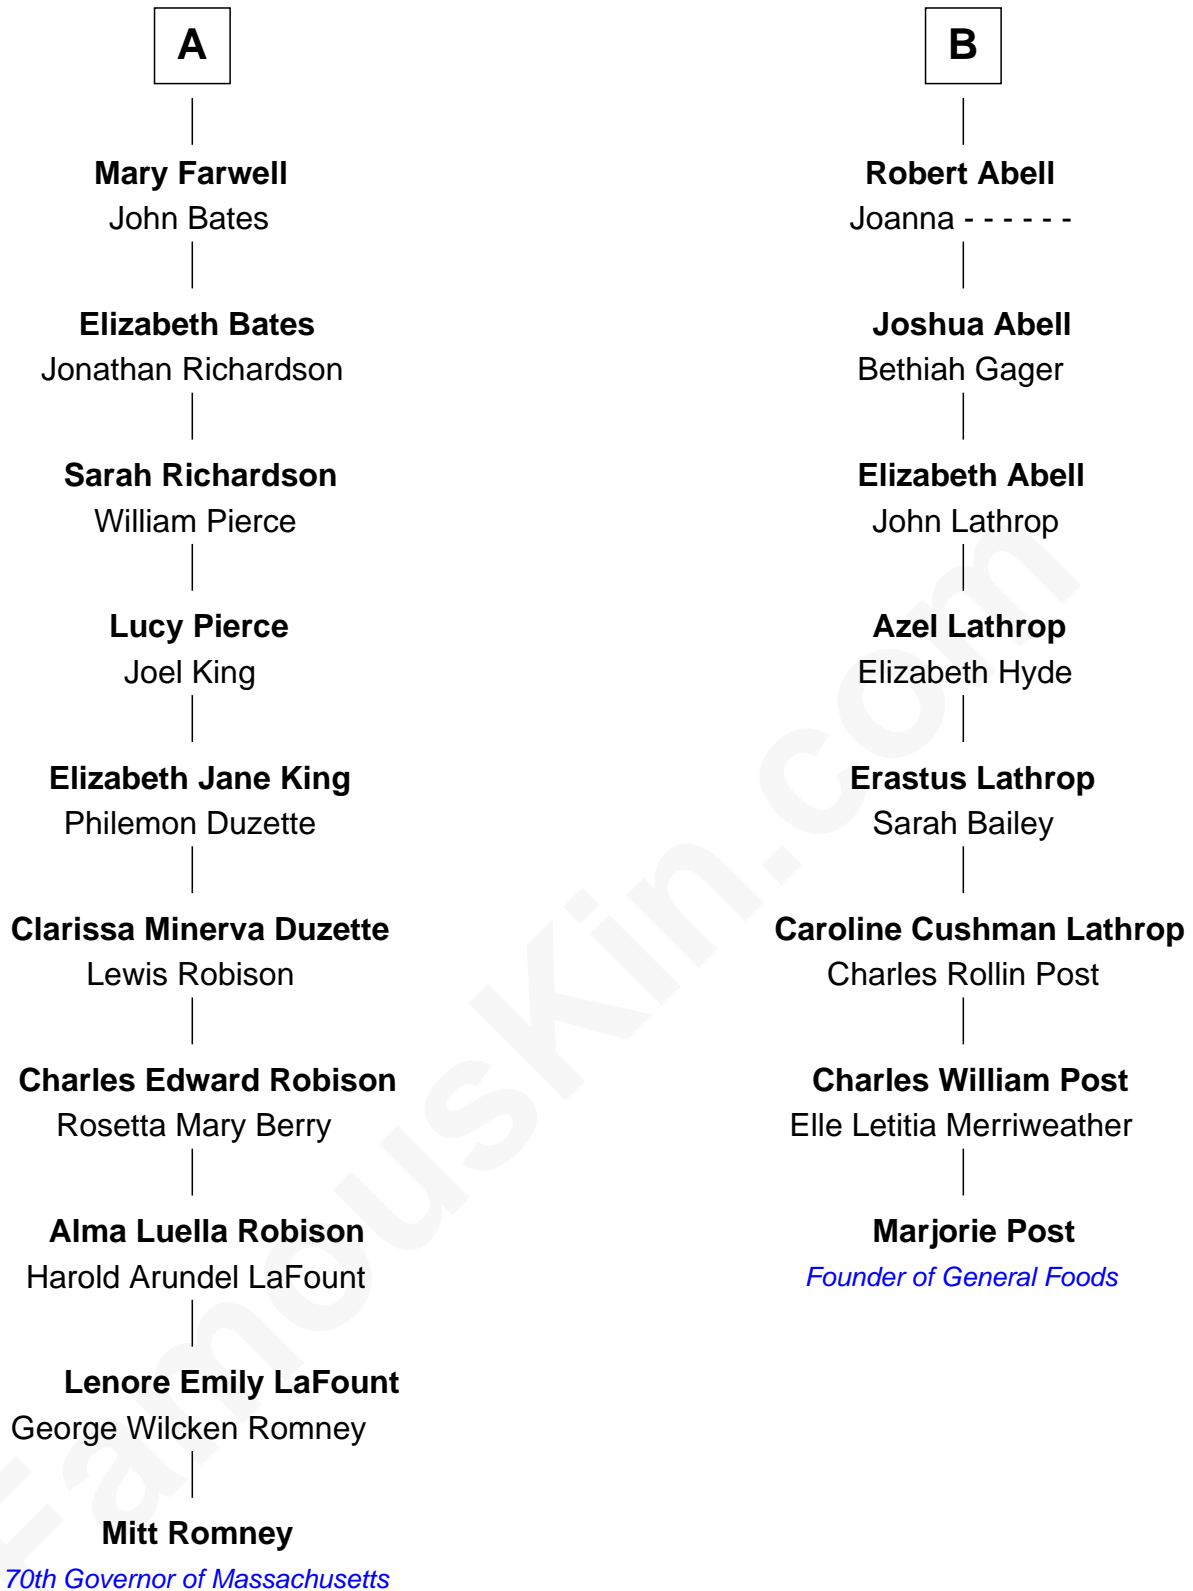 A
Mary Farwell
John Bates
Elizabeth Bates
Jonathan Richardson
Sarah Richardson
William Pierce
Lucy Pierce
Joel King
Elizabeth Jane King
Philemon Duzette
Clarissa Minerva Duzette
Lewis Robison
Charles Edward Robison
Rosetta Mary Berry
Alma Luella Robison
Harold Arundel LaFount
Lenore Emily LaFount
George Wilcken Romney
Mitt Romney
70th Governor of Massachusetts
B
Robert Abell
Joanna - - - - - -
Joshua Abell
Bethiah Gager
Elizabeth Abell
John Lathrop
Azel Lathrop
Elizabeth Hyde
Erastus Lathrop
Sarah Bailey
Caroline Cushman Lathrop
Charles Rollin Post
Charles William Post
Elle Letitia Merriweather
Marjorie Post
Founder of General Foods
FamousKin.com